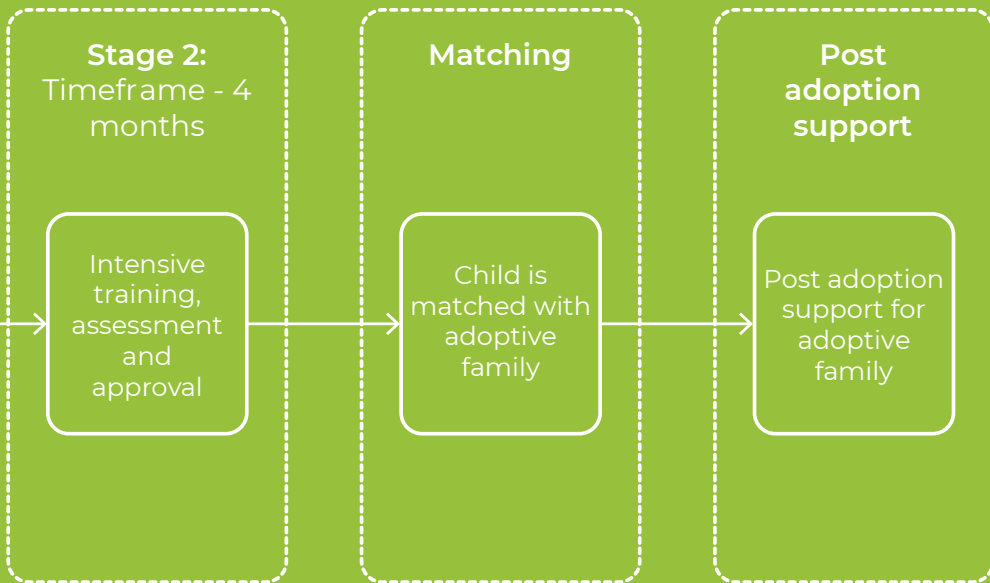 Stage 2:
Timeframe - 4
months
Intensive
training,
assessment
and
approval
Matching
Child is
matched with
adoptive
family
Post
adoption
support
Post adoption
support for
adoptive
family